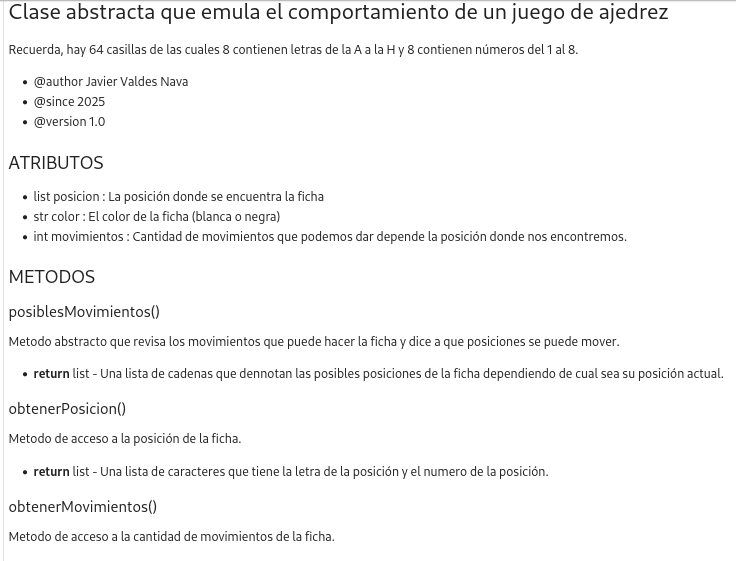 Clase abstracta que emula el comportamiento de un juego de ajedrez
Recuerda, hay 64 casillas de las cuales 8 contienen letras de la A a la H y 8 contienen números del 1 al 8.
• @author Javier Valdes Nava
• @since 2025
• @version 1.0
ATRIBUTOS
• list posicion : La posición donde se encuentra la ficha
• str color : El color de la ficha (blanca o negra)
• int movimientos : Cantidad de movimientos que podemos dar depende la posición donde nos encontremos.
METODOS
posiblesMovimientos()
Metodo abstracto que revisa los movimientos que puede hacer la ficha y dice a que posiciones se puede mover.
• return list - Una lista de cadenas que dennotan las posibles posiciones de la ficha dependiendo de cual sea su posición actual.
obtenerPosicion()
Metodo de acceso a la posición de la ficha.
• return list - Una lista de caracteres que tiene la letra de la posición y el numero de la posición.
obtenerMovimientos()
Metodo de acceso a la cantidad de movimientos de la ficha.